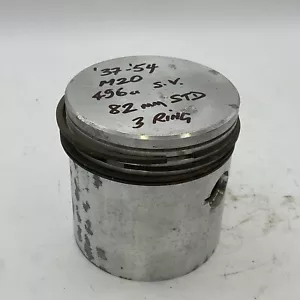 '37-'54
M20
496cc S.V.
82mm STD
3 RING